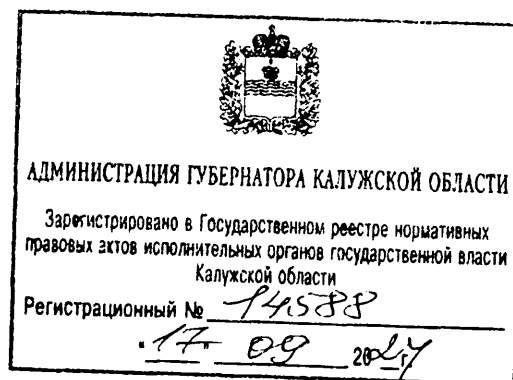 АДМИНИСТРАЦИЯ ГУБЕРНАТОРА КАЛУЖСКОЙ ОБЛАСТИ
Зарегистрировано в Государственном реестре нормативных
правовых актов исполнительных органов государственной власти
Калужской области
Регистрационный № 14588
"17" 09 2024 г.